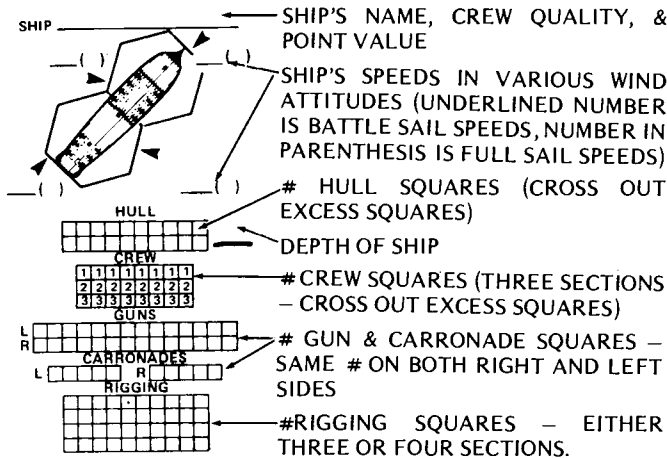 SHIP
SHIP'S NAME, CREW QUALITY, &
POINT VALUE
( )
( )
( )
( )
SHIP'S SPEEDS IN VARIOUS WIND
ATTITUDES (UNDERLINED NUMBER
IS BATTLE SAIL SPEEDS, NUMBER IN
PARENTHESIS IS FULL SAIL SPEEDS)
HULL
# HULL SQUARES (CROSS OUT
EXCESS SQUARES)
DEPTH OF SHIP
CREW
1 1 1 1 1 1 1 1
2 2 2 2 2 2 2 2
3 3 3 3 3 3 3 3
# CREW SQUARES (THREE SECTIONS
– CROSS OUT EXCESS SQUARES)
GUNS
L
R
CARRONADES
L R
# GUN & CARRONADE SQUARES –
SAME # ON BOTH RIGHT AND LEFT
SIDES
RIGGING
#RIGGING SQUARES – EITHER
THREE OR FOUR SECTIONS.